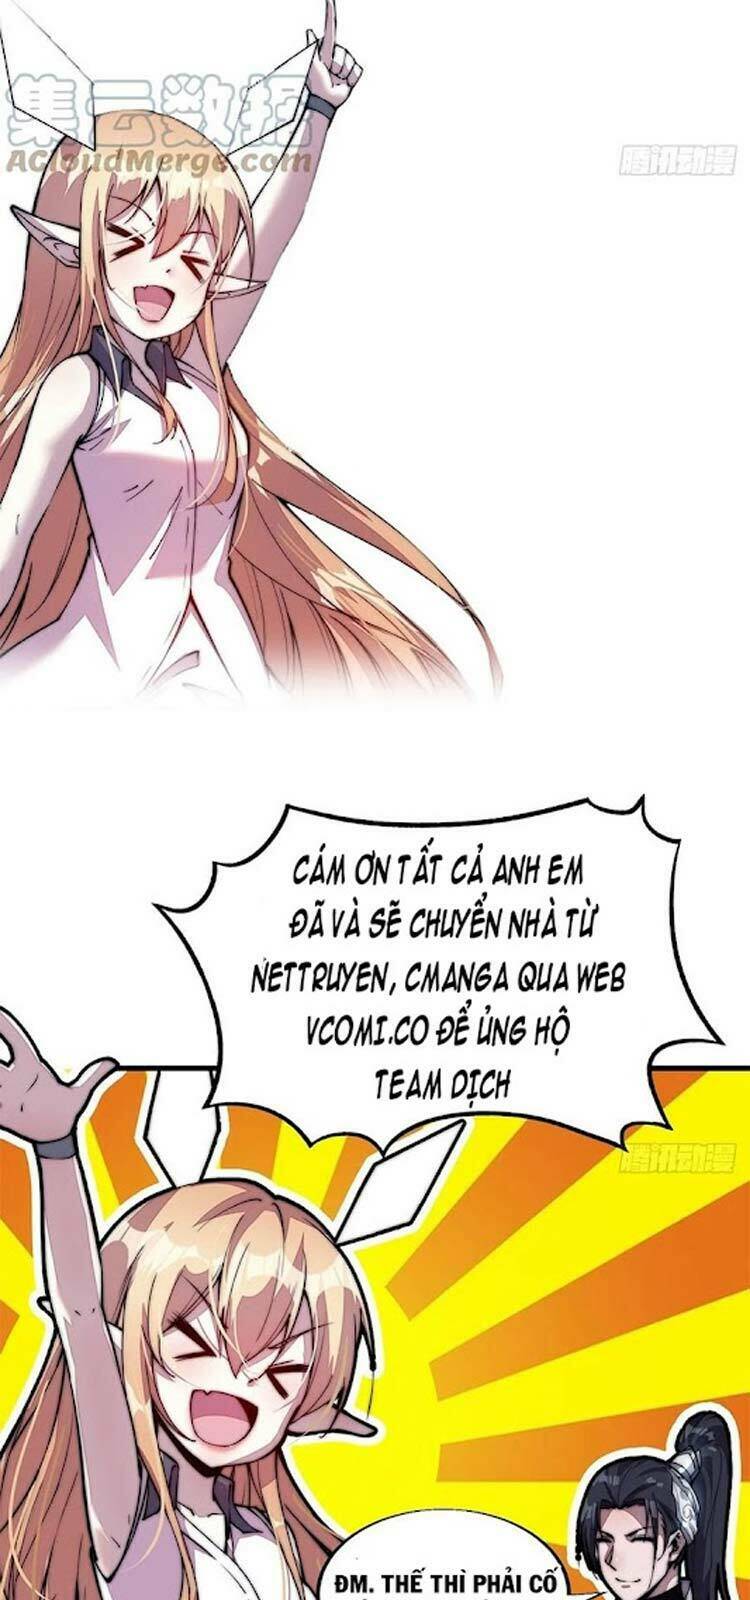 集云数据
ACloudMerge.com
腾讯动漫
CÁM ƠN TẤT CẢ ANH EM
ĐÃ VÀ SẼ CHUYỂN NHÀ TỪ
NETTRUYEN, CMANGA QUA WEB
VCOMI.CO ĐỂ ỦNG HỘ
TEAM DỊCH
腾讯动漫
ĐM. THẾ THÌ PHẢI CỐ